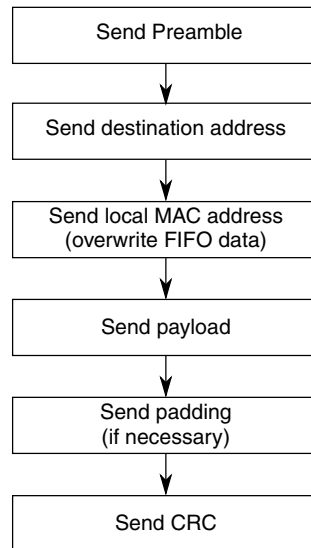 Send Preamble
Send destination address
Send local MAC address
(overwrite FIFO data)
Send payload
Send padding
(if necessary)
Send CRC